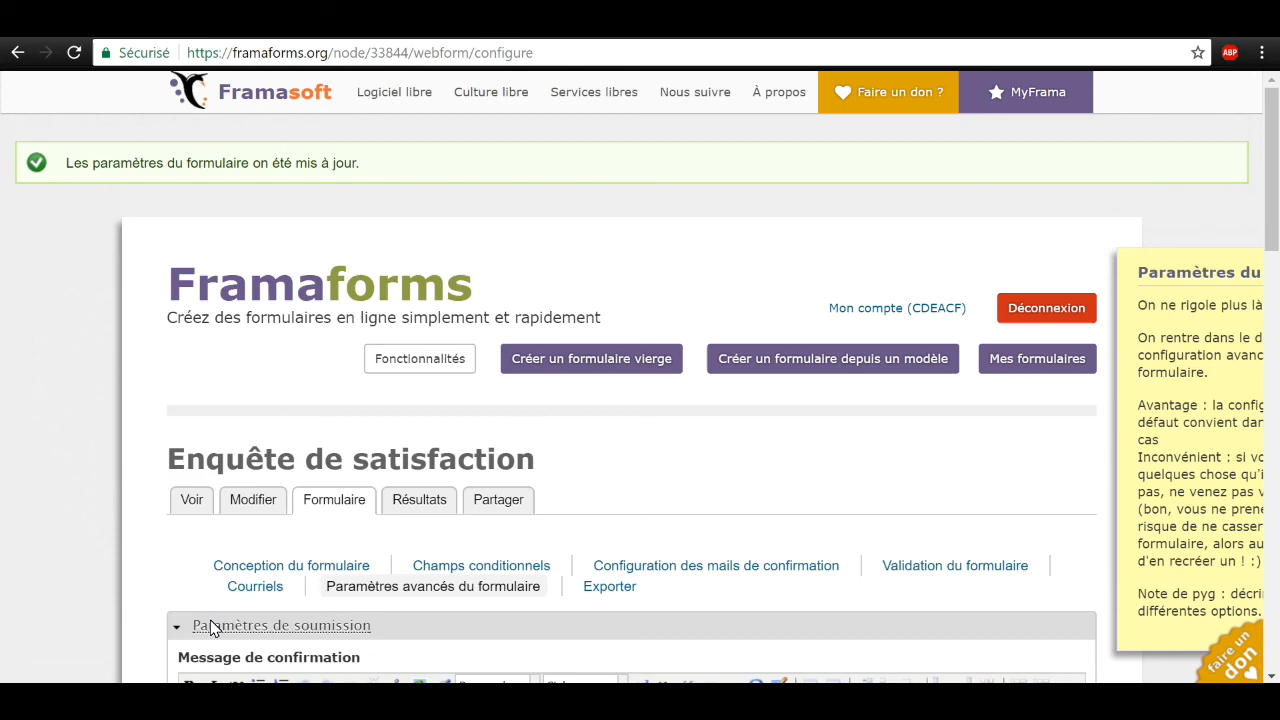 Sécurisé https://framaforms.org/node/33844/webform/configure ABP
Framasoft Logiciel libre Culture libre Services libres Nous suivre À propos Faire un don ? MyFrama
Les paramètres du formulaire on été mis à jour.
Framaforms
Créez des formulaires en ligne simplement et rapidement
Mon compte (CDEACF) Déconnexion
Fonctionnalités Créer un formulaire vierge Créer un formulaire depuis un modèle Mes formulaires
Enquête de satisfaction
Voir Modifier Formulaire Résultats Partager
Conception du formulaire Champs conditionnels Configuration des mails de confirmation Validation du formulaire
Courriels Paramètres avancés du formulaire Exporter
Paramètres de soumission
Message de confirmation
Paramètres du
On ne rigole plus là
On rentre dans le d
configuration avanc
formulaire.
Avantage : la config
défaut convient dan
cas
Inconvénient : si vo
quelques chose qu'i
pas, ne venez pas v
(bon, vous ne prene
risque de ne casser
formulaire, alors au
d'en recréer un ! :)
Note de pyg : décri
différentes options.
faire un
don